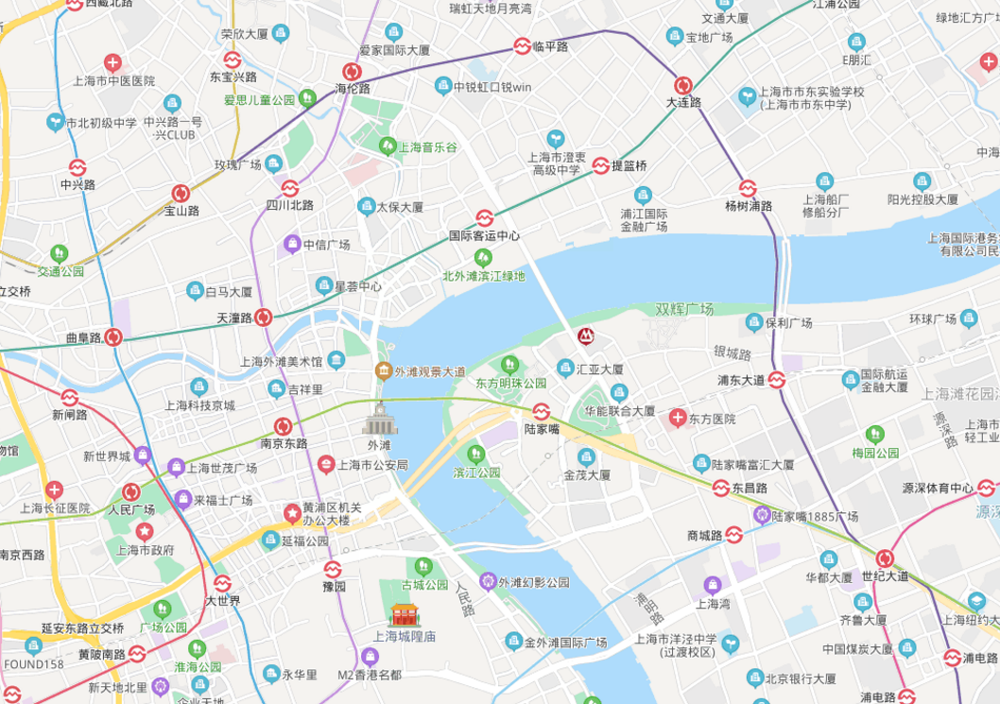 西藏北路
瑞虹天地月亮湾
文通大厦
江浦公园
绿地汇方广场
荣欣大厦
爱家国际大厦
临平路
宝地广场
E朋汇
上海市中医医院
东宝兴路
海伦路
中锐虹口锐win
大连路
上海市市东实验学校
(上海市市东中学)
爱思儿童公园
市北初级中学
中兴路一号
·兴CLUB
上海音乐谷
上海市澄衷
高级中学
提篮桥
中海
中兴路
玫瑰广场
宝山路
四川北路
太保大厦
浦江国际
金融广场
杨树浦路
上海船厂
修船分厂
阳光控股大厦
国际客运中心
中信广场
上海国际港务
有限公司民
交通公园
北外滩滨江绿地
立交桥
白马大厦
星荟中心
天潼路
双辉广场
保利广场
环球广场
曲阜路
上海外滩美术馆
外滩观景大道
东方明珠公园
汇亚大厦
银城路
浦东大道
国际航运
金融大厦
上海滩花园
新闸路
上海科技京城
吉祥里
外滩
陆家嘴
华能联合大厦
东方医院
源深路
上海市
轻工业
南京东路
物馆
新世界城
上海世茂广场
上海市公安局
滨江公园
金茂大厦
陆家嘴富汇大厦
梅园公园
上海长征医院
人民广场
来福士广场
黄浦区机关
办公大楼
东昌路
源深体育中心
源深
陆家嘴1885广场
上海市政府
延福公园
商城路
南京西路
大世界
豫园
古城公园
人民路
外滩幻影公园
浦明路
上海湾
华都大厦
世纪大道
延安东路立交桥
广场公园
上海城隍庙
齐鲁大厦
上海纽约大
黄陂南路
金外滩国际广场
上海市洋泾中学
(过渡校区)
中国煤炭大厦
浦电路
FOUND158
淮海公园
新天地北里
企业天地
永华里
M2香港名都
北京银行大厦
浦电路